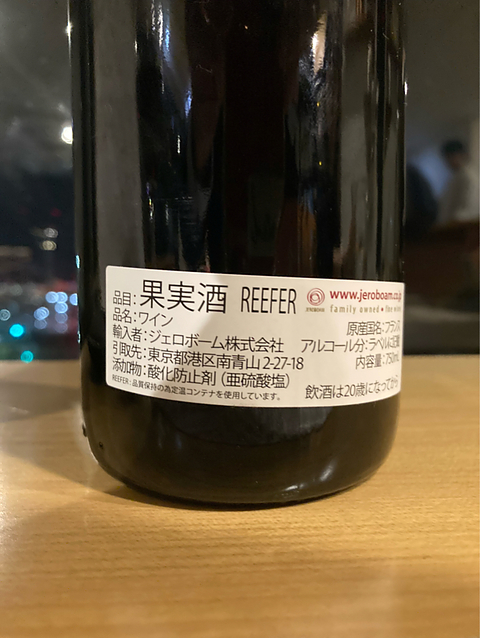 品目: 果実酒 REEFER
www.jeroboam.co.jp
family owned • fine wine
品名: ワイン
原産国名: フランス
輸入者: ジェロボーム株式会社
アルコール分: ラベルに記載
引取先: 東京都港区南青山 2-27-18
内容量: 750mL
添加物: 酸化防止剤 (亜硫酸塩)
飲酒は20歳になってから
REEFER : 品質保持の為定温コンテナを使用しています。